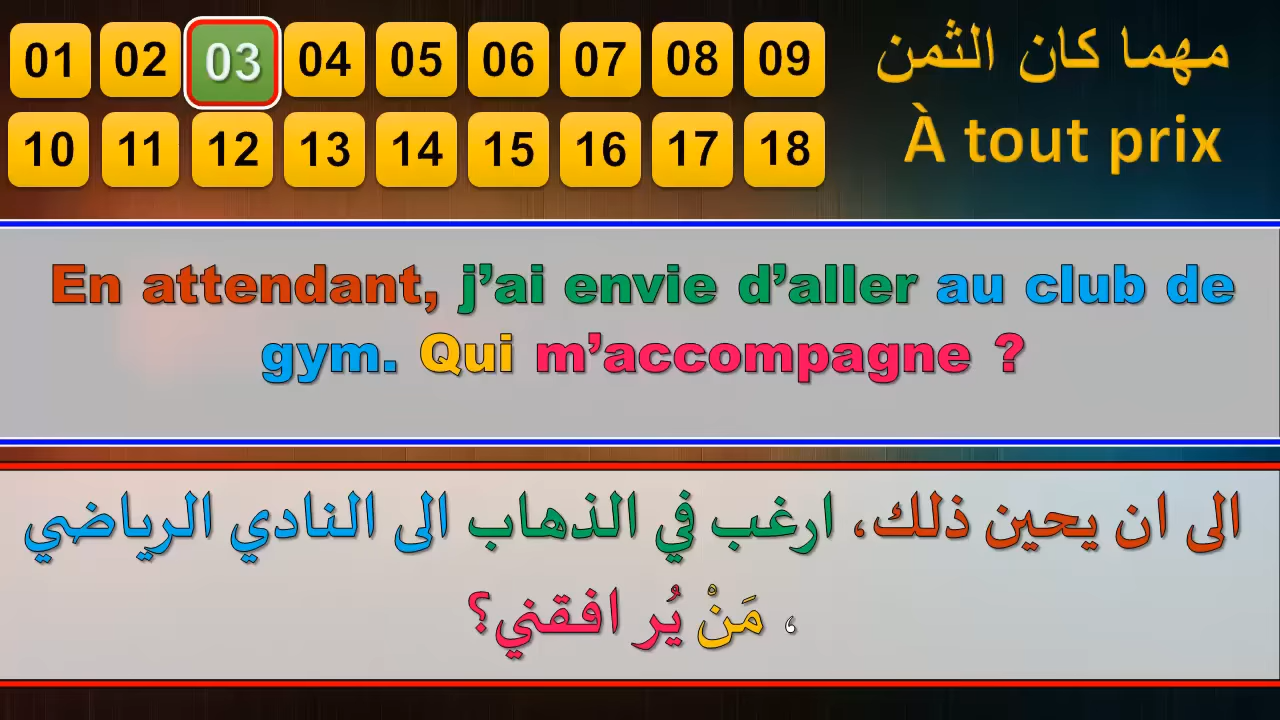 01 02 03 04 05 06 07 08 09
10 11 12 13 14 15 16 17 18
مهما كان الثمن
À tout prix
En attendant, j’ai envie d’aller au club de
gym. Qui m’accompagne ?
الى ان يحين ذلك، ارغب في الذهاب الى النادي الرياضي
، مَنْ يُر افقني؟